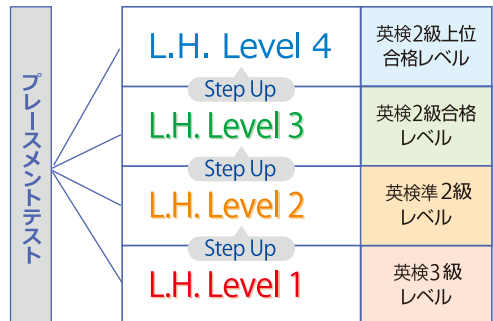 プレースメントテスト
L.H. Level 4
英検2級上位
合格レベル
Step Up
L.H. Level 3
英検2級合格
レベル
Step Up
L.H. Level 2
英検準2級
レベル
Step Up
L.H. Level 1
英検3級
レベル